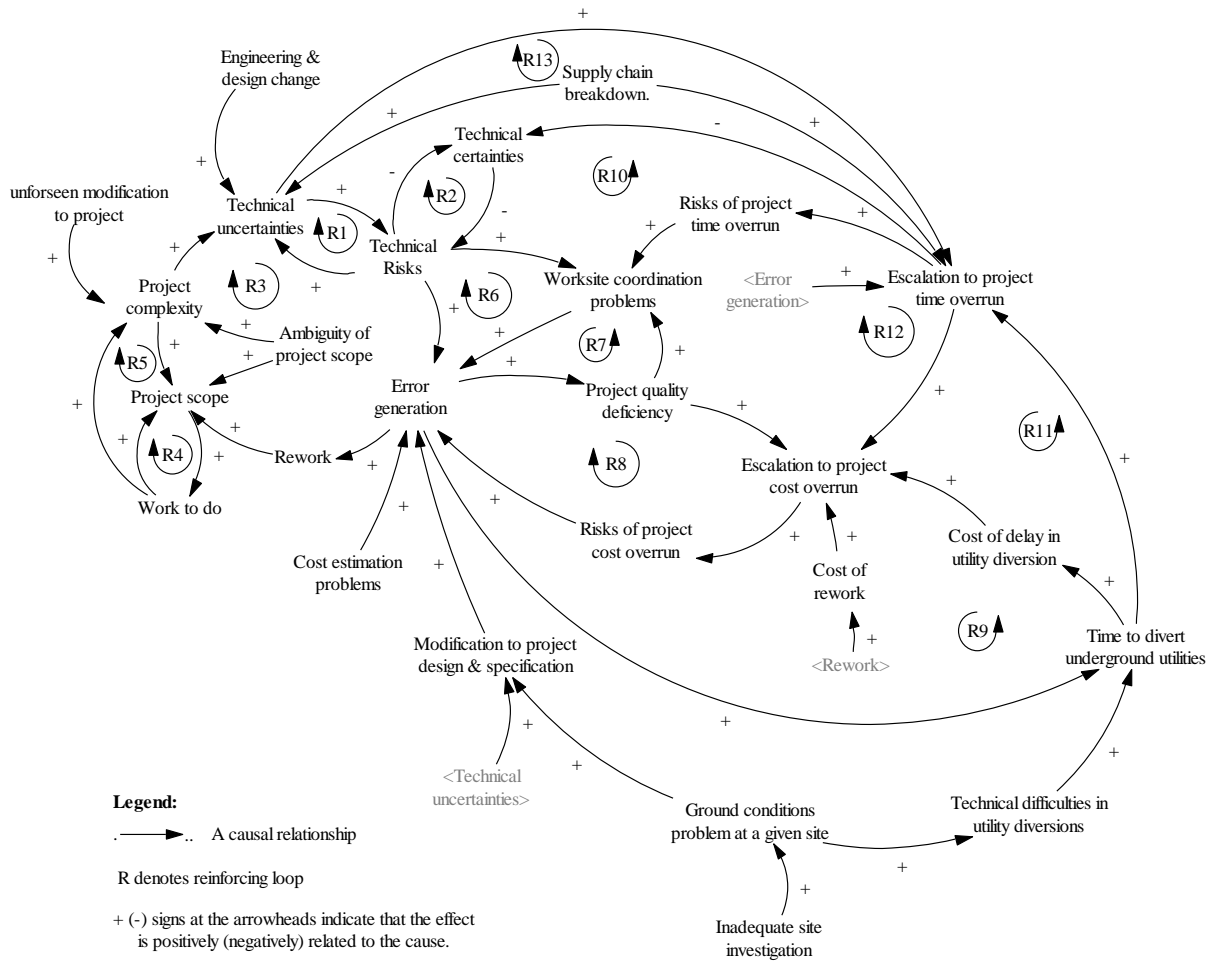 Engineering &
design change
+
R13
Supply chain
breakdown.
+
+
-
Technical
certainties
+
-
R2
R10
unforseen modification
to project
+
Technical
uncertainties
+
R1
-
+
Risks of project
time overrun
+
+
Technical
Risks
+
Worksite coordination
problems
<Error
generation>
+
Escalation to project
time overrun
+
R3
Project
complexity
+
R6
+
R12
+
Ambiguity of
project scope
+
+
R7
R5
+
+
+
Project scope
Error
generation
Project quality
deficiency
+
+
+
+
R4
+
+
Rework
+
R8
R11
Escalation to project
cost overrun
+
+
Work to do
+
+
Cost estimation
problems
+
Risks of project
cost overrun
+
+
Cost of delay in
utility diversion
Cost of
rework
+
R9
+
<Rework>
Time to divert
underground utilities
Modification to project
design & specification
+
+
+
<Technical
uncertainties>
+
Legend:
. .. A causal relationship
R denotes reinforcing loop
+ (-) signs at the arrowheads indicate that the effect
is positively (negatively) related to the cause.
Ground conditions
problem at a given site
Technical difficulties in
utility diversions
+
+
Inadequate site
investigation